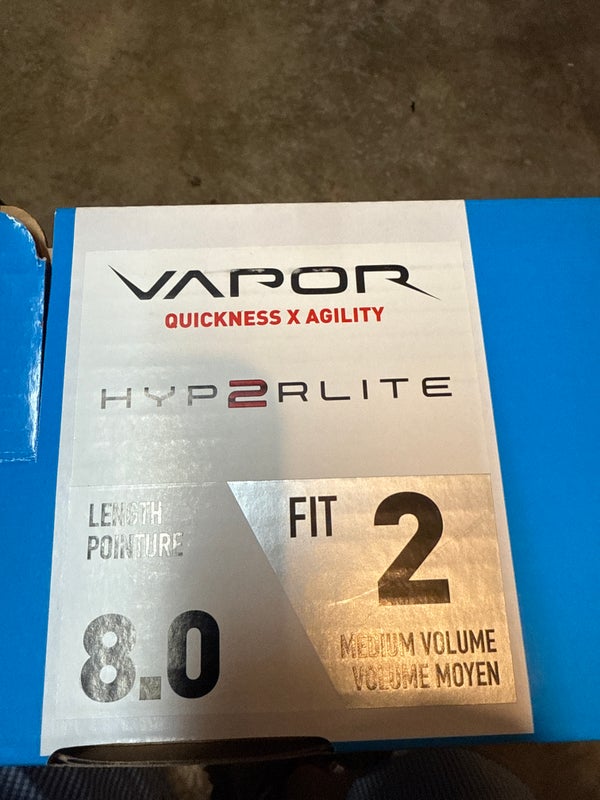 VAPOR
QUICKNESS X AGILITY
HYP2RLITE
LENGTH
POINTURE
8.0
FIT 2
MEDIUM VOLUME
VOLUME MOYEN